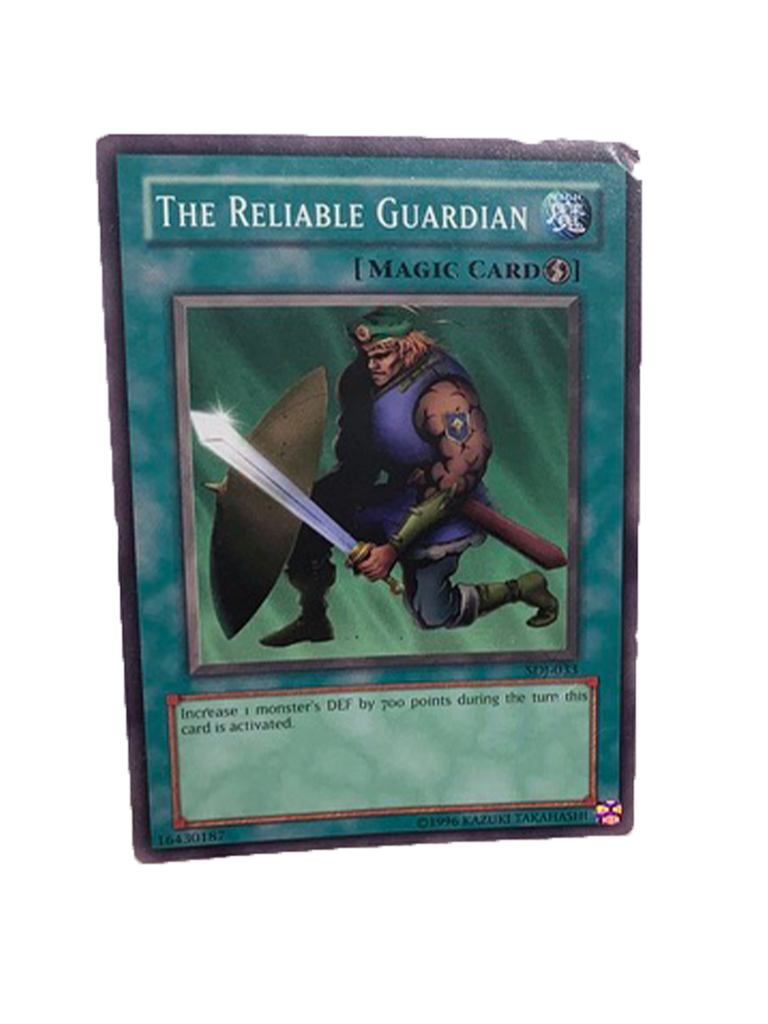 THE RELIABLE GUARDIAN
[MAGIC CARD]
SDJ-033
Increase 1 monster's DEF by 700 points during the turn this
card is activated.
16430187
©1996 KAZUKI TAKAHASHI